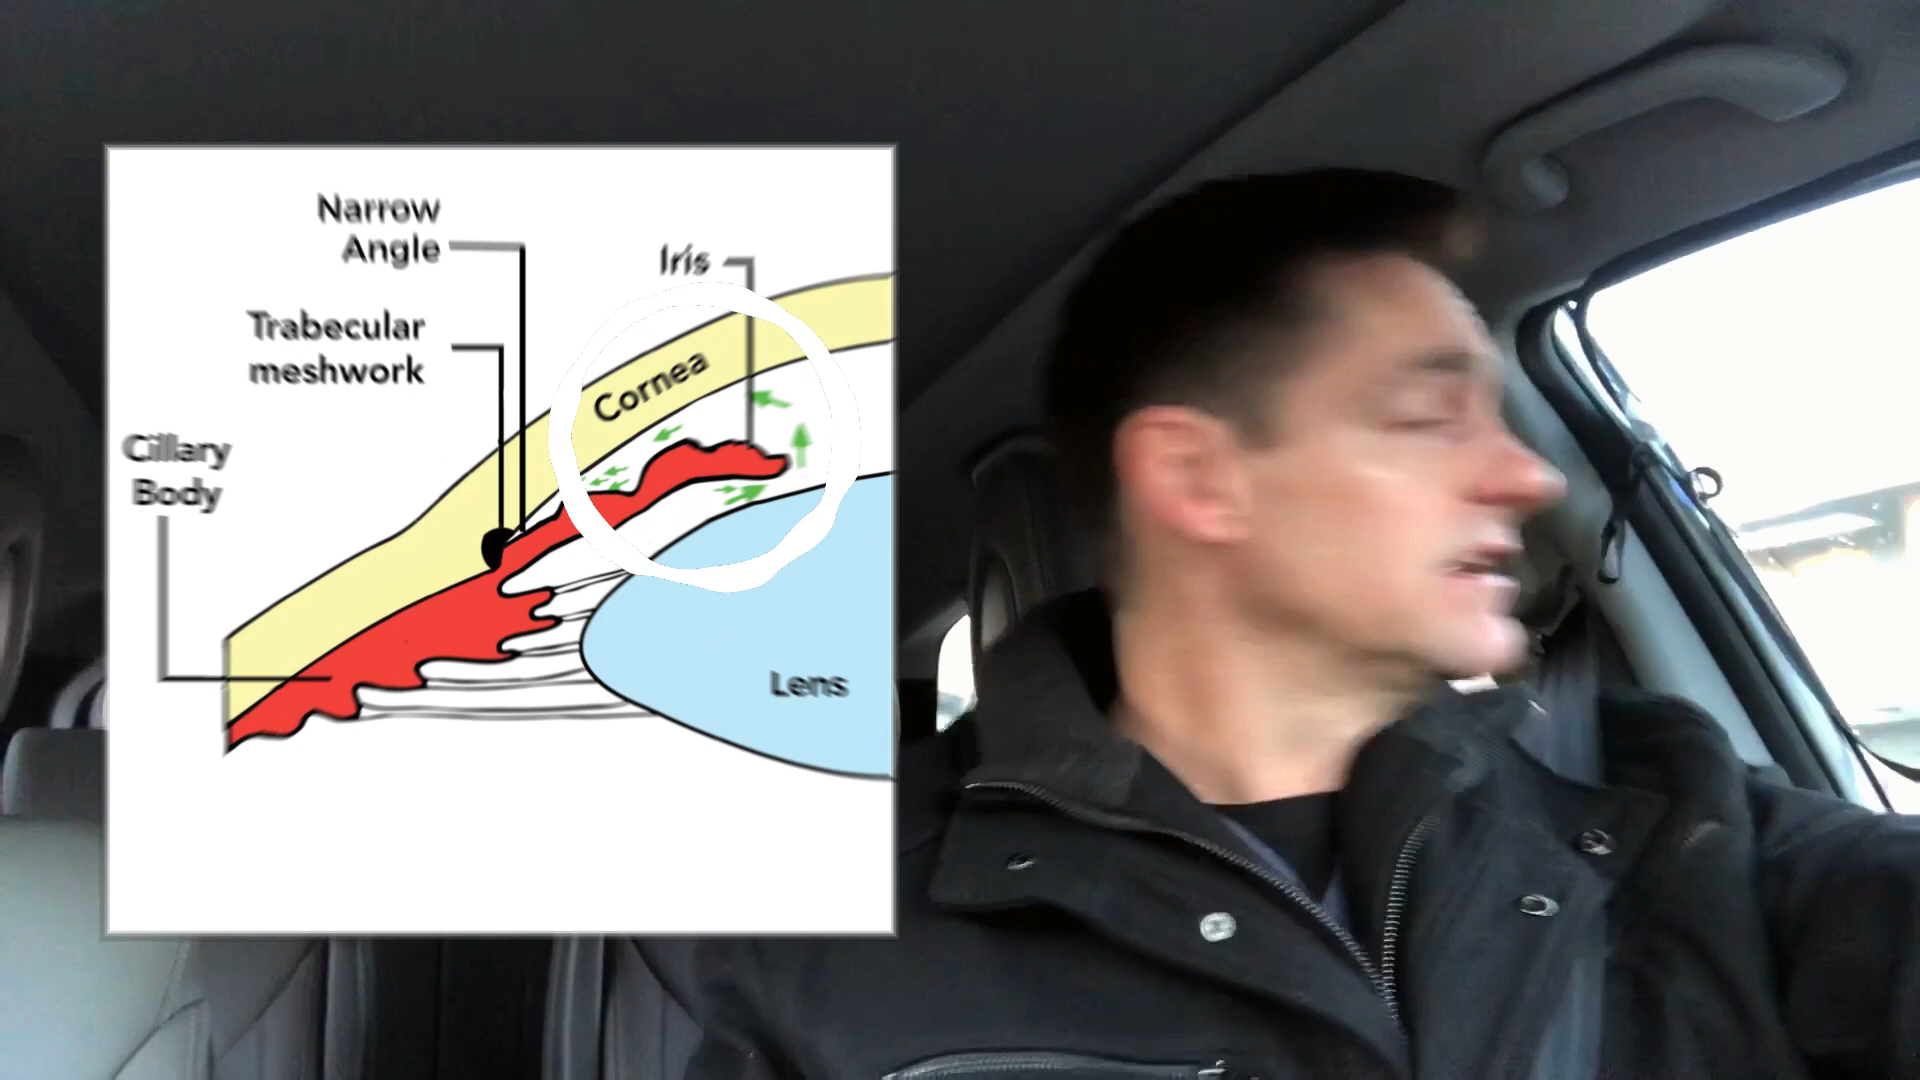 Narrow
Angle
Iris
Trabecular
meshwork
Cornea
Cillary
Body
Lens